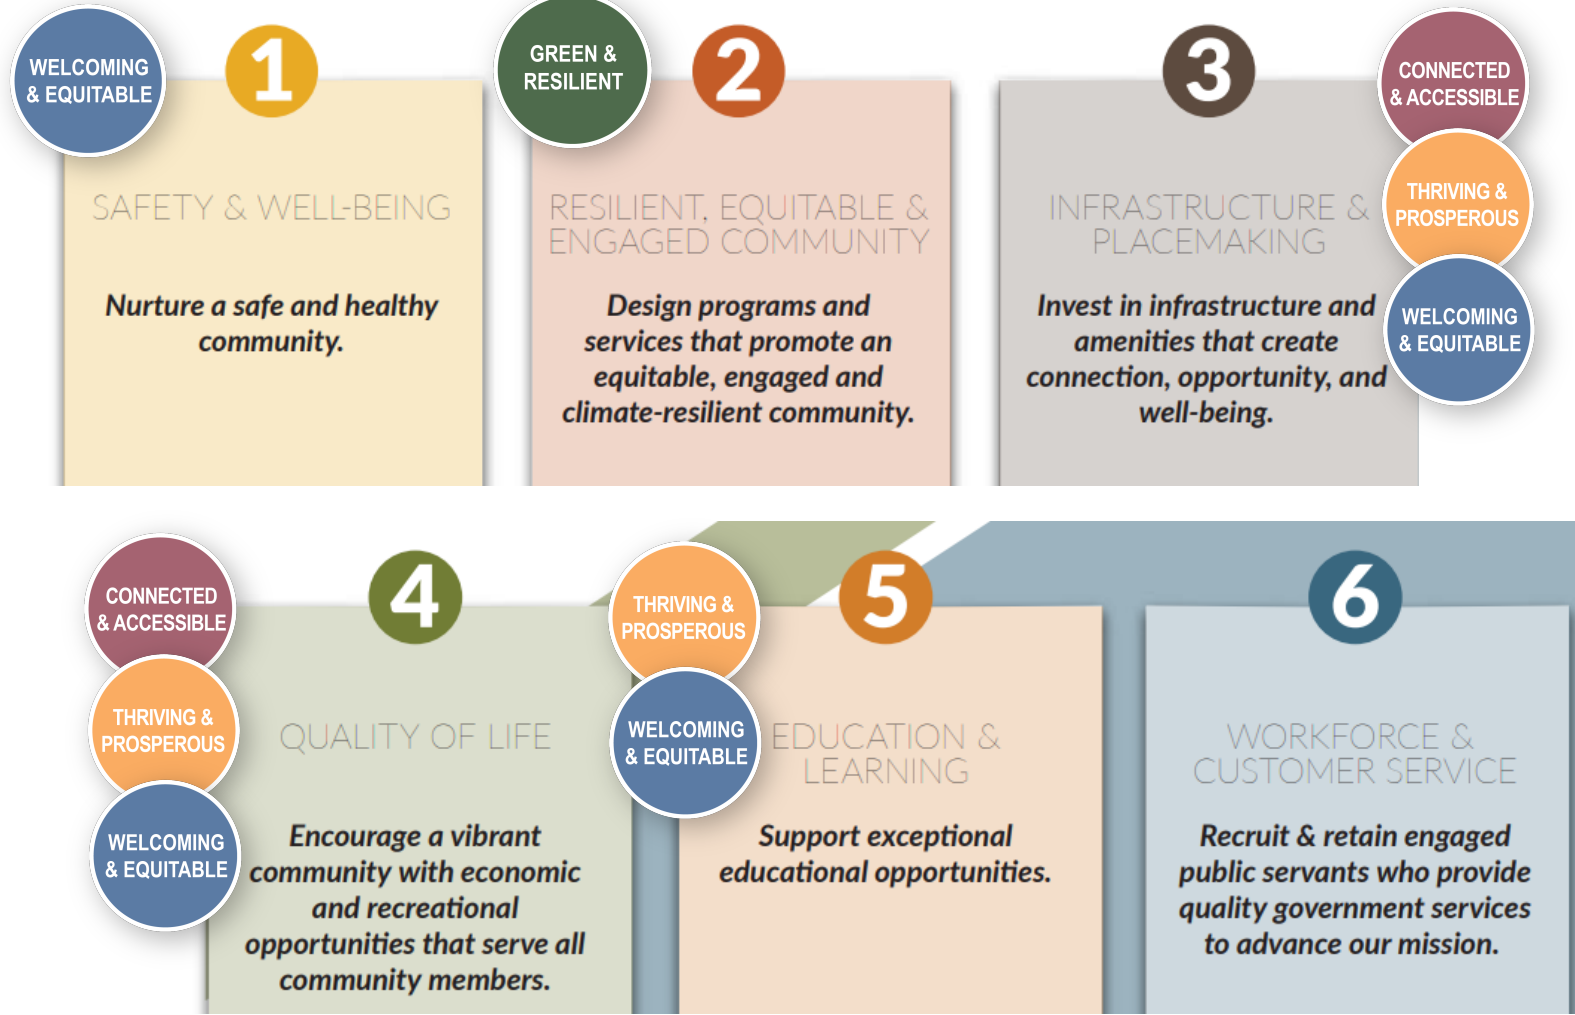 WELCOMING
& EQUITABLE
1
SAFETY & WELL-BEING
Nurture a safe and healthy
community.
GREEN &
RESILIENT
2
RESILIENT, EQUITABLE &
ENGAGED COMMUNITY
Design programs and
services that promote an
equitable, engaged and
climate-resilient community.
3
INFRASTRUCTURE &
PLACEMAKING
Invest in infrastructure and
amenities that create
connection, opportunity, and
well-being.
CONNECTED
& ACCESSIBLE
THRIVING &
PROSPEROUS
WELCOMING
& EQUITABLE
CONNECTED
& ACCESSIBLE
THRIVING &
PROSPEROUS
WELCOMING
& EQUITABLE
4
QUALITY OF LIFE
Encourage a vibrant
community with economic
and recreational
opportunities that serve all
community members.
THRIVING &
PROSPEROUS
WELCOMING
& EQUITABLE
5
EDUCATION &
LEARNING
Support exceptional
educational opportunities.
6
WORKFORCE &
CUSTOMER SERVICE
Recruit & retain engaged
public servants who provide
quality government services
to advance our mission.